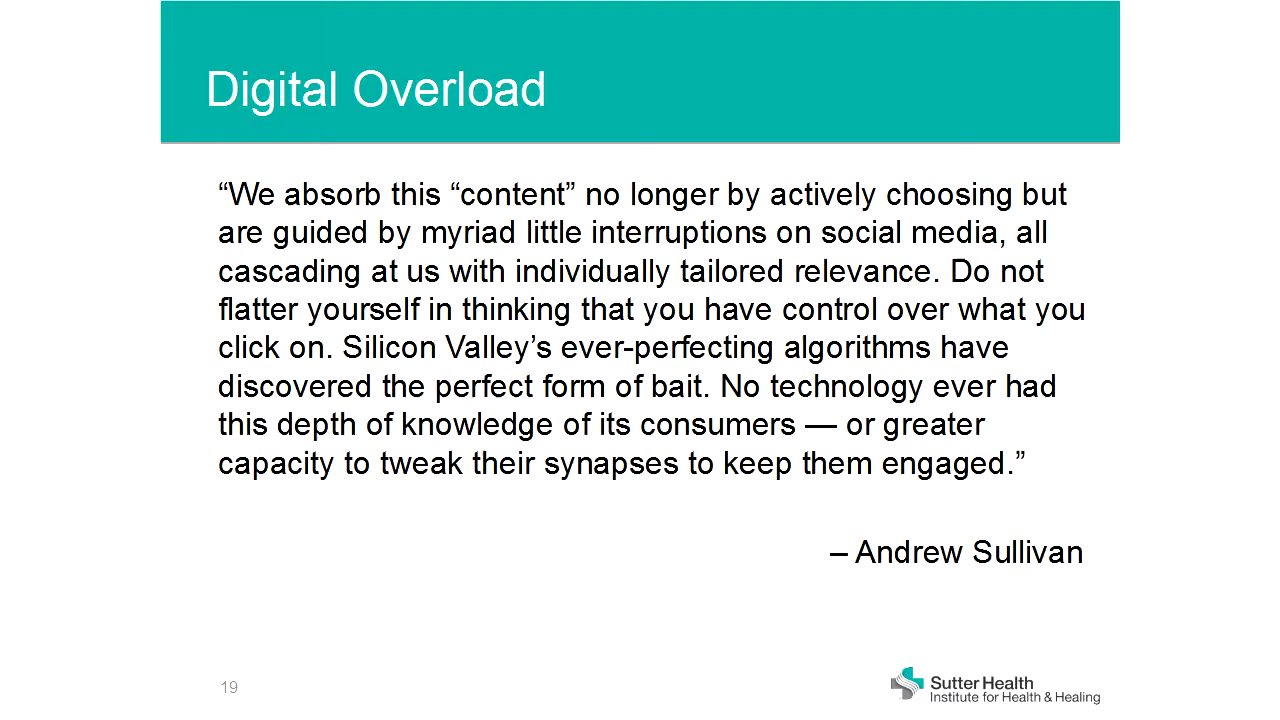 Digital Overload
“We absorb this “content” no longer by actively choosing but
are guided by myriad little interruptions on social media, all
cascading at us with individually tailored relevance. Do not
flatter yourself in thinking that you have control over what you
click on. Silicon Valley’s ever-perfecting algorithms have
discovered the perfect form of bait. No technology ever had
this depth of knowledge of its consumers — or greater
capacity to tweak their synapses to keep them engaged.”
– Andrew Sullivan
19
Sutter Health
Institute for Health & Healing